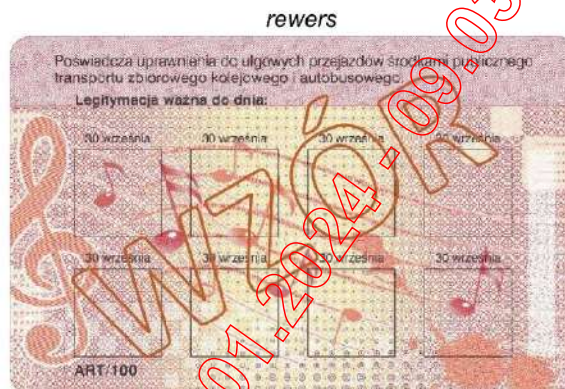 rewers
Poświadcza uprawnienia do ulgowych przejazdów środkami publicznego
transportu zbiorowego kolejowego i autobusowego.
Legitymacja ważna do dnia:
30 września 30 września 30 września 30 września
30 września 30 września 30 września 30 września
WZÓR
01.2024 - 09.03
ART/100